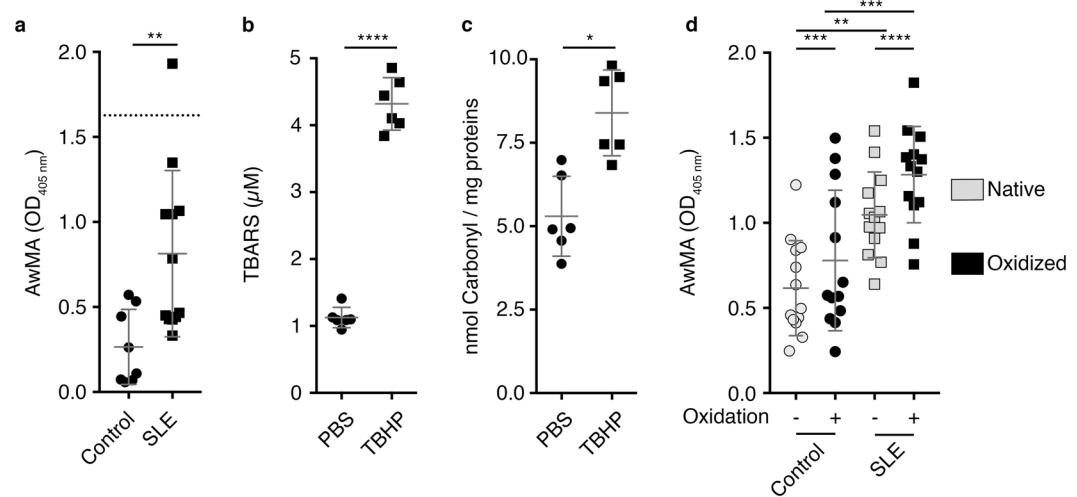 a
**
2.0
1.5
1.0
0.5
0.0
AwMA (OD405 nm)
Control
SLE
b
****
5
4
3
2
1
0
TBARS (µM)
PBS
TBHP
c
*
10.0
7.5
5.0
2.5
0.0
nmol Carbonyl / mg proteins
PBS
TBHP
d
***
**
***
****
2.0
1.5
1.0
0.5
0.0
AwMA (OD405 nm)
Oxidation - + - +
Control
SLE
Native
Oxidized